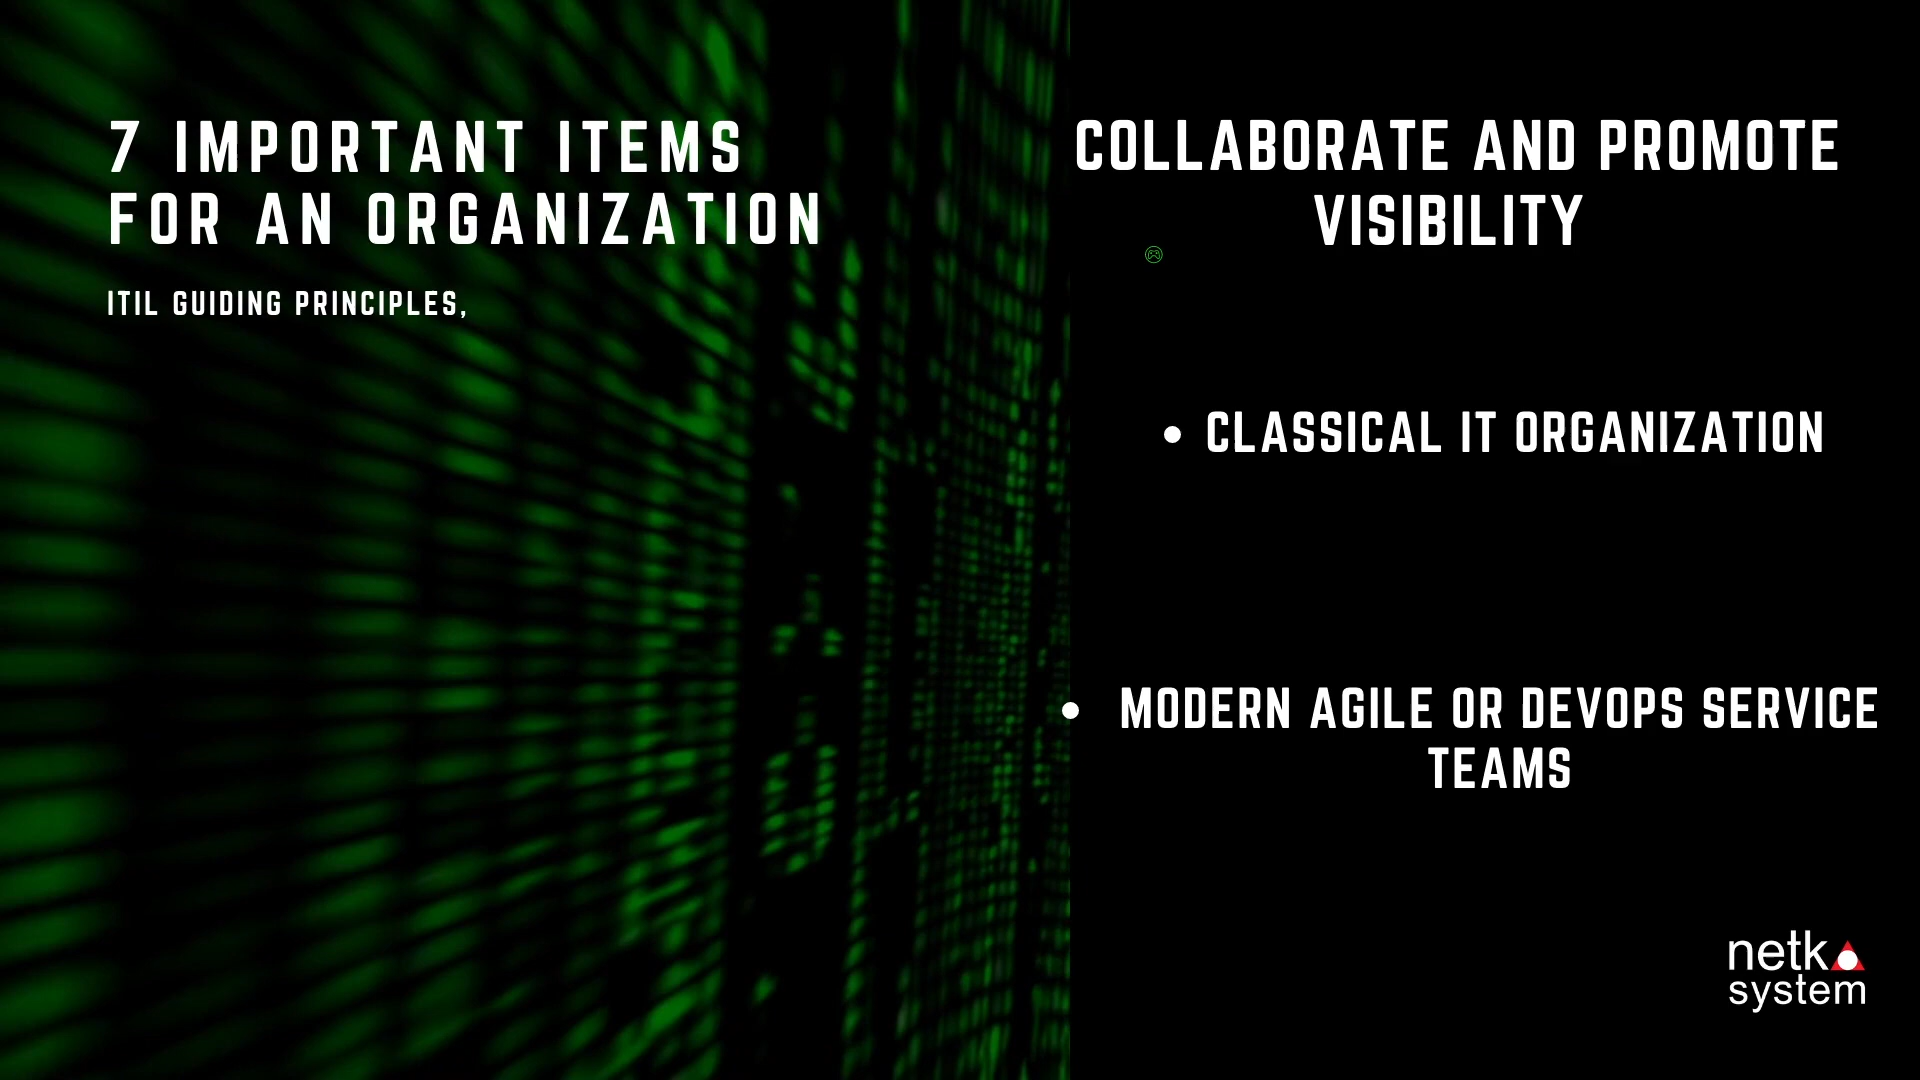 7 IMPORTANT ITEMS
FOR AN ORGANIZATION
ITIL GUIDING PRINCIPLES,
COLLABORATE AND PROMOTE
VISIBILITY
• CLASSICAL IT ORGANIZATION
• MODERN AGILE OR DEVOPS SERVICE
TEAMS
netka
system